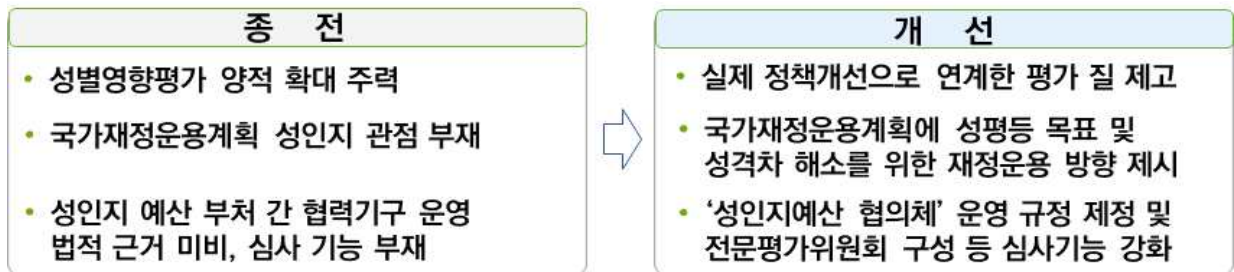 종 전
• 성별영향평가 양적 확대 주력
• 국가재정운용계획 성인지 관점 부재
• 성인지 예산 부처 간 협력기구 운영
법적 근거 미비, 심사 기능 부재
개 선
• 실제 정책개선으로 연계한 평가 질 제고
• 국가재정운용계획에 성평등 목표 및
성격차 해소를 위한 재정운용 방향 제시
• ‘성인지예산 협의체’ 운영 규정 제정 및
전문평가위원회 구성 등 심사기능 강화